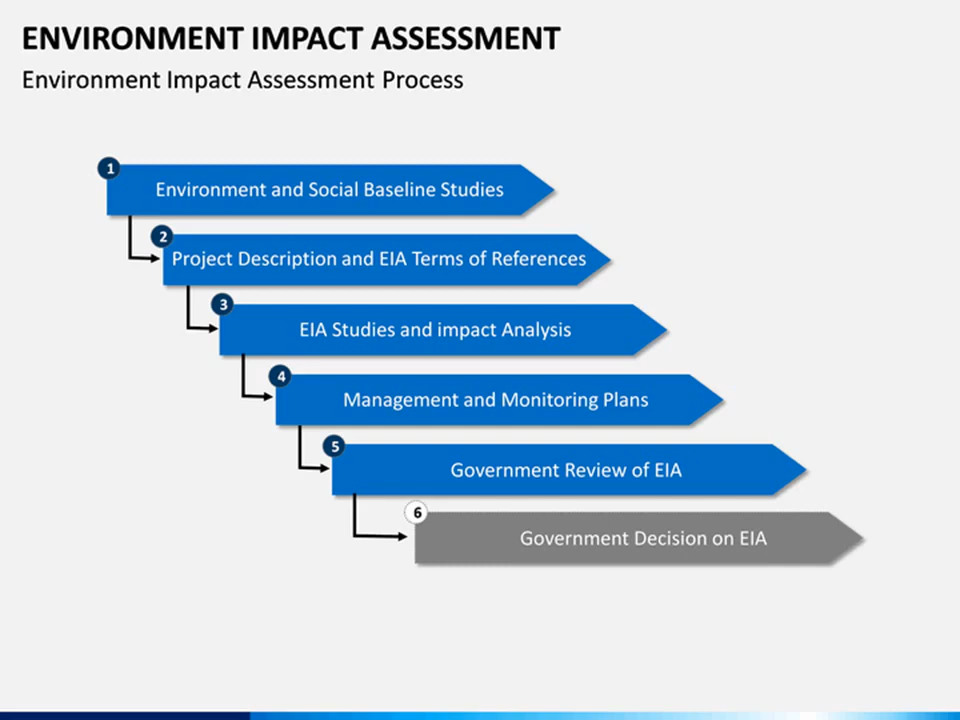 ENVIRONMENT IMPACT ASSESSMENT
Environment Impact Assessment Process
1
Environment and Social Baseline Studies
2
Project Description and EIA Terms of References
3
EIA Studies and impact Analysis
4
Management and Monitoring Plans
5
Government Review of EIA
6
Government Decision on EIA